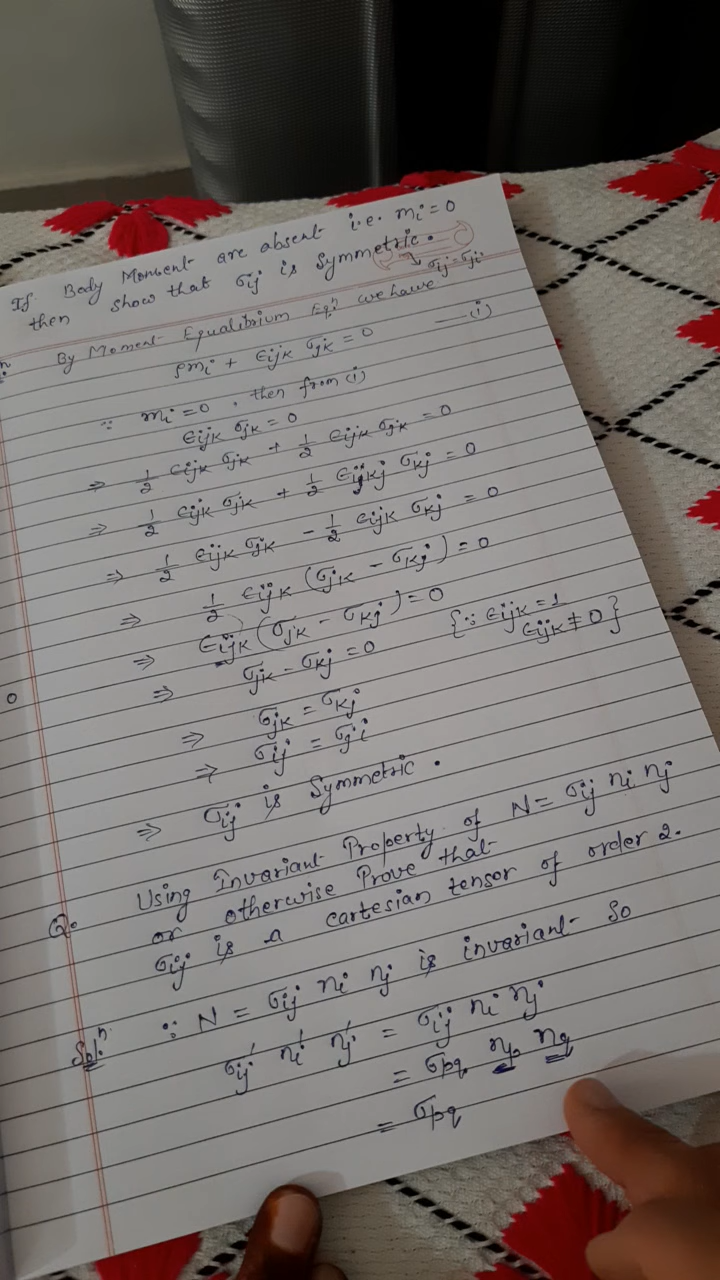 If Body Moment are absent i.e. mi = 0
then show that σij is symmetric.
→ σij = σji
By Moment Equilibrium Eqn we have
ρmi + ϵijk σjk = 0 —(i)
∵ mi = 0, then from (i)
ϵijk σjk = 0
⇒ 1/2 ϵijk σjk + 1/2 ϵijk σjk = 0
⇒ 1/2 ϵijk σjk + 1/2 ϵikj σkj = 0
⇒ 1/2 ϵijk σjk - 1/2 ϵijk σkj = 0
⇒ 1/2 ϵijk (σjk - σkj) = 0
⇒ ϵijk (σjk - σkj) = 0 {∵ ϵijk = 1
ϵijk ≠ 0}
⇒ σjk - σkj = 0
⇒ σjk = σkj
⇒ σij = σji
⇒ σij is symmetric.
Q. Using Invariant Property of N = σij ni nj
or otherwise Prove that
σij is a cartesian tensor of order 2.
Soln: ∵ N = σij ni nj is invariant So
σij' ni' nj' = σij ni nj
= σpq np nq
= σpq